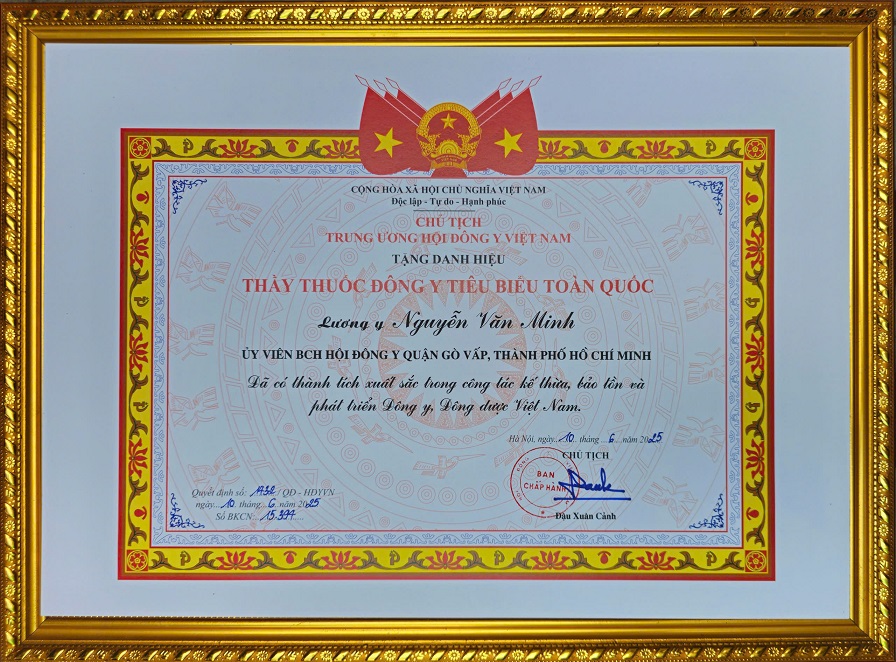 CỘNG HÒA XÃ HỘI CHỦ NGHĨA VIỆT NAM
Độc lập - Tự do - Hạnh phúc
CHỦ TỊCH
TRUNG ƯƠNG HỘI ĐÔNG Y VIỆT NAM
TẶNG DANH HIỆU
THẦY THUỐC ĐÔNG Y TIÊU BIỂU TOÀN QUỐC
Lương y Nguyễn Văn Minh
ỦY VIÊN BCH HỘI ĐÔNG Y QUẬN GÒ VẤP, THÀNH PHỐ HỒ CHÍ MINH
Đã có thành tích xuất sắc trong công tác kế thừa, bảo tồn và
phát triển Đông y, Đông dược Việt Nam.
Hà Nội, ngày...10... tháng ...6...năm 2025
CHỦ TỊCH
BAN
CHẤP HÀNH
Đậu Xuân Cảnh
Quyết định số: 1932 / QĐ - HĐYVN
ngày...10...tháng...6..năm 2025
Số BKCN:...15.394....